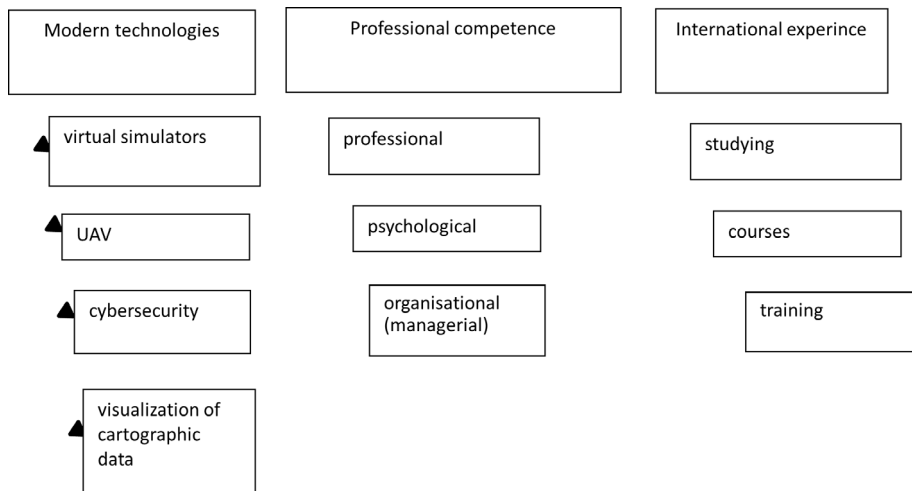 Modern technologies
virtual simulators
UAV
cybersecurity
visualization of
cartographic
data
Professional competence
professional
psychological
organisational
(managerial)
International experince
studying
courses
training